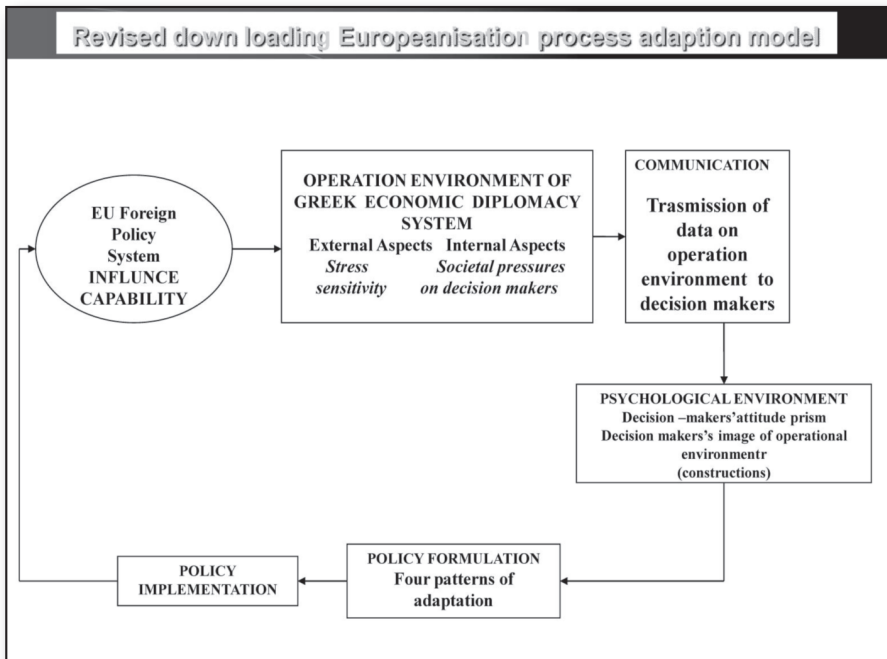 Revised down loading Europeanisation process adaption model
EU Foreign
Policy
System
INFLUNCE
CAPABILITY
OPERATION ENVIRONMENT OF
GREEK ECONOMIC DIPLOMACY
SYSTEM
External Aspects Internal Aspects
Stress Societal pressures
sensitivity on decision makers
COMMUNICATION
Trasmission of
data on
operation
environment to
decision makers
PSYCHOLOGICAL ENVIRONMENT
Decision –makers’attitude prism
Decision makers’s image of operational
environmentr
(constructions)
POLICY FORMULATION
Four patterns of
adaptation
POLICY
IMPLEMENTATION